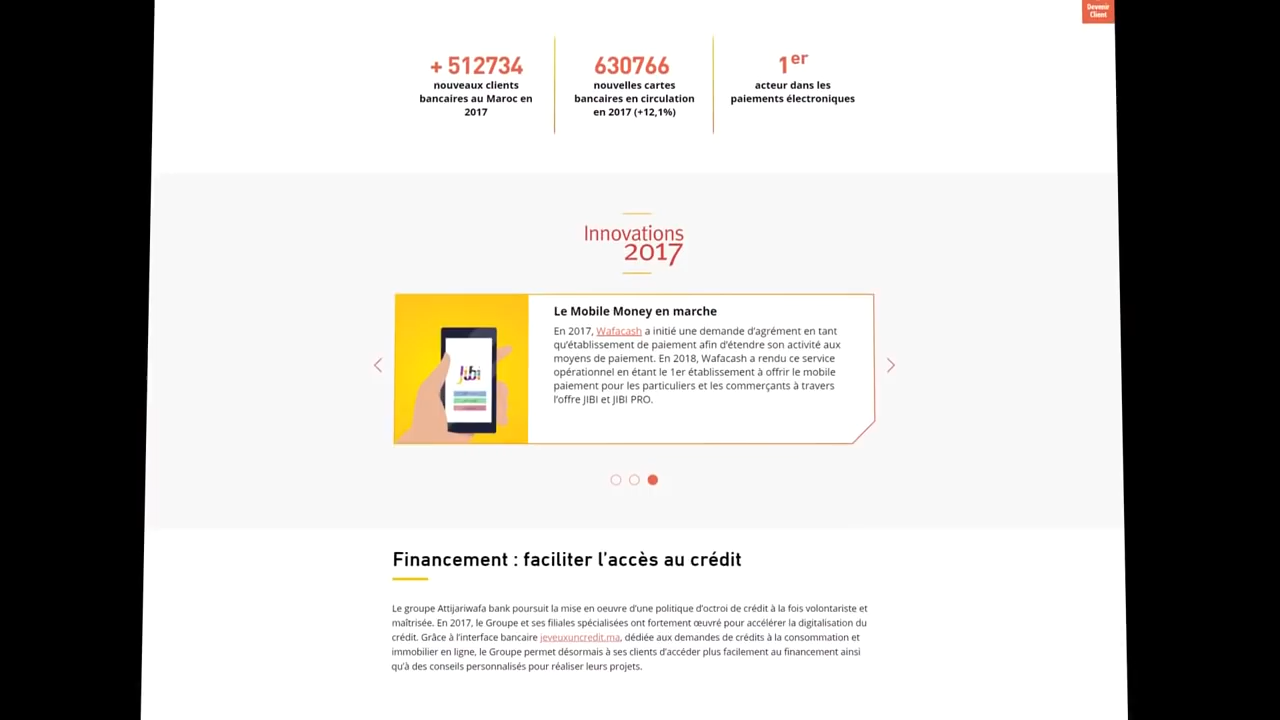 Devenir
Client
+ 512734
nouveaux clients
bancaires au Maroc en
2017
630766
nouvelles cartes
bancaires en circulation
en 2017 (+12,1%)
1er
acteur dans les
paiements électroniques
Innovations
2017
Jibi
Le Mobile Money en marche
En 2017, Wafacash a initié une demande d'agrément en tant
qu'établissement de paiement afin d'étendre son activité aux
moyens de paiement. En 2018, Wafacash a rendu ce service
opérationnel en étant le 1er établissement à offrir le mobile
paiement pour les particuliers et les commerçants à travers
l'offre JIBI et JIBI PRO.
Financement : faciliter l'accès au crédit
Le groupe Attijariwafa bank poursuit la mise en oeuvre d'une politique d'octroi de crédit à la fois volontariste et
maîtrisée. En 2017, le Groupe et ses filiales spécialisées ont fortement œuvré pour accélérer la digitalisation du
crédit. Grâce à l'interface bancaire jeveuxuncredit.ma, dédiée aux demandes de crédits à la consommation et
immobilier en ligne, le Groupe permet désormais à ses clients d'accéder plus facilement au financement ainsi
qu'à des conseils personnalisés pour réaliser leurs projets.